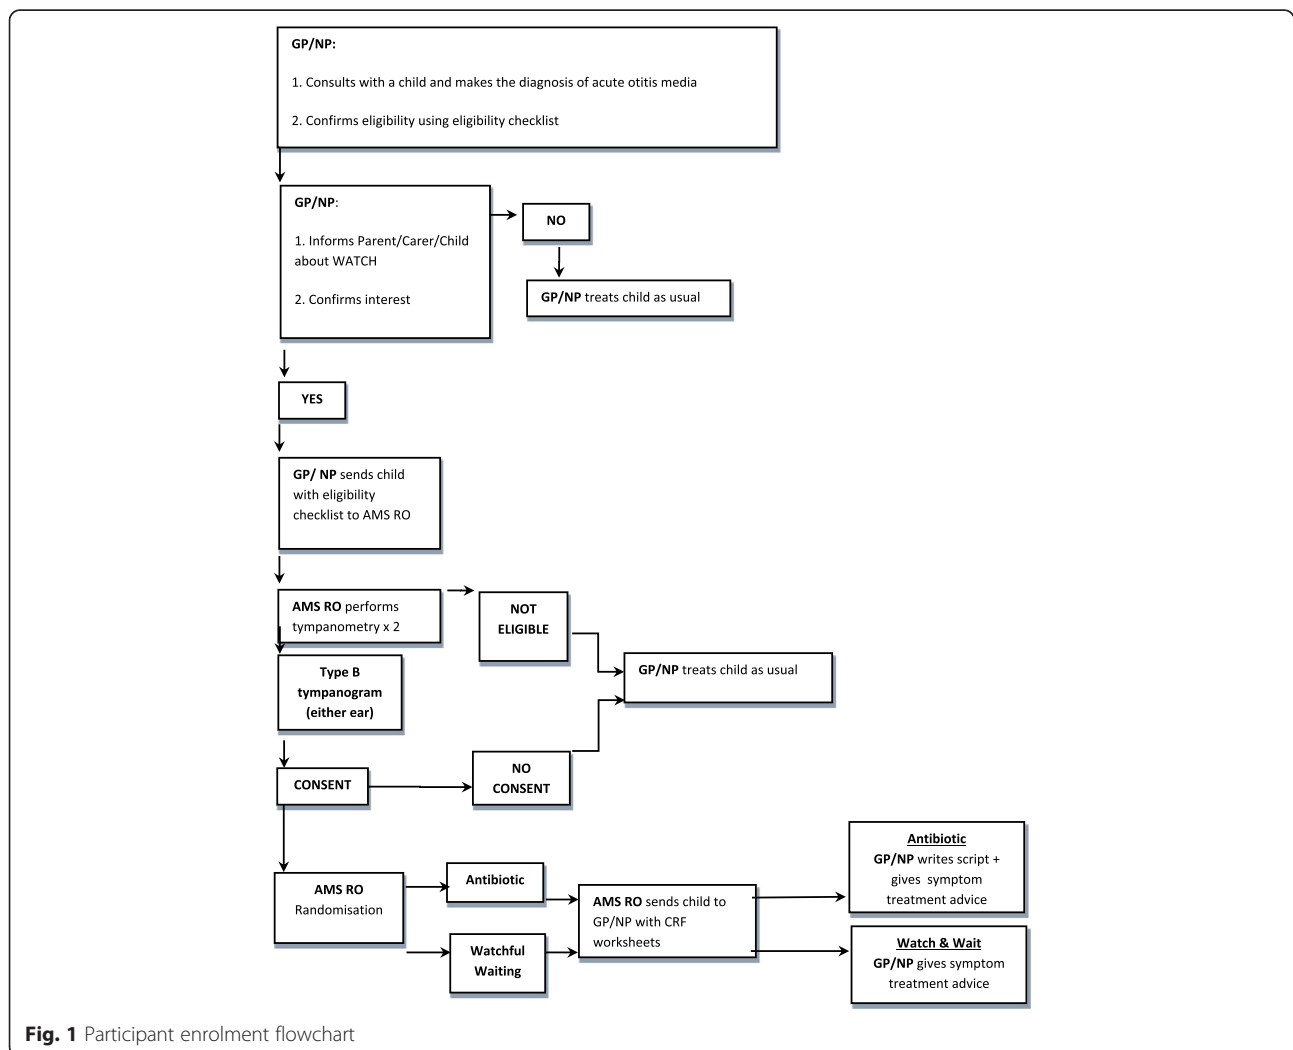 GP/NP:
1. Consults with a child and makes the diagnosis of acute otitis media
2. Confirms eligibility using eligibility checklist
GP/NP:
1. Informs Parent/Carer/Child
about WATCH
2. Confirms interest
NO
GP/NP treats child as usual
YES
GP/ NP sends child
with eligibility
checklist to AMS RO
AMS RO performs
tympanometry x 2
NOT
ELIGIBLE
GP/NP treats child as usual
Type B
tympanogram
(either ear)
CONSENT
NO
CONSENT
AMS RO
Randomisation
Antibiotic
Watchful
Waiting
AMS RO sends child to
GP/NP with CRF
worksheets
Antibiotic
GP/NP writes script +
gives symptom
treatment advice
Watch & Wait
GP/NP gives symptom
treatment advice
Fig. 1 Participant enrolment flowchart